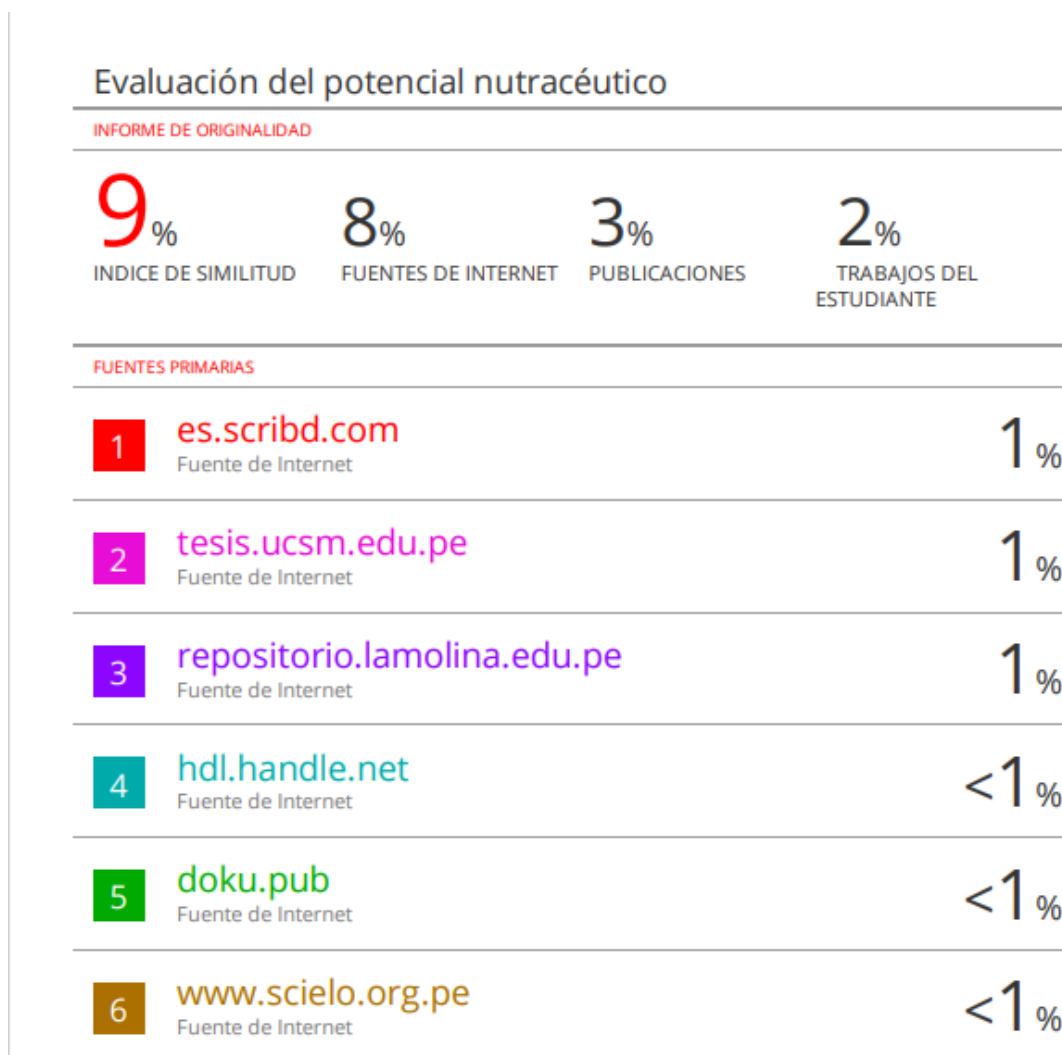 Evaluación del potencial nutracéutico
INFORME DE ORIGINALIDAD
9% 8% 3% 2%
INDICE DE SIMILITUD FUENTES DE INTERNET PUBLICACIONES TRABAJOS DEL
ESTUDIANTE
FUENTES PRIMARIAS
1 es.scribd.com 1%
Fuente de Internet
2 tesis.ucsm.edu.pe 1%
Fuente de Internet
3 repositorio.lamolina.edu.pe 1%
Fuente de Internet
4 hdl.handle.net <1%
Fuente de Internet
5 doku.pub <1%
Fuente de Internet
6 www.scielo.org.pe <1%
Fuente de Internet